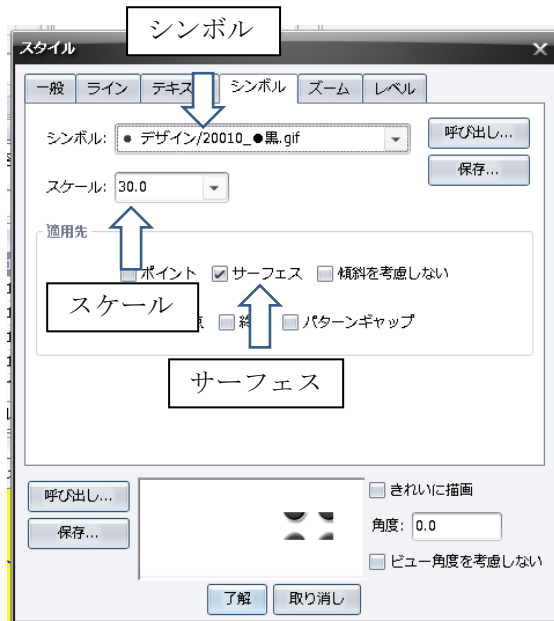 シンボル
スタイル
一般 ライン テキス シンボル ズーム レベル
シンボル: ● デザイン/20010_●黒.gif 呼び出し...
保存...
スケール: 30.0
適用先
ポイント サーフェス 傾斜を考慮しない
スケール
パターンギャップ
サーフェス
呼び出し... きれいに描画
保存... 角度: 0.0
ビュー角度を考慮しない
了解 取り消し